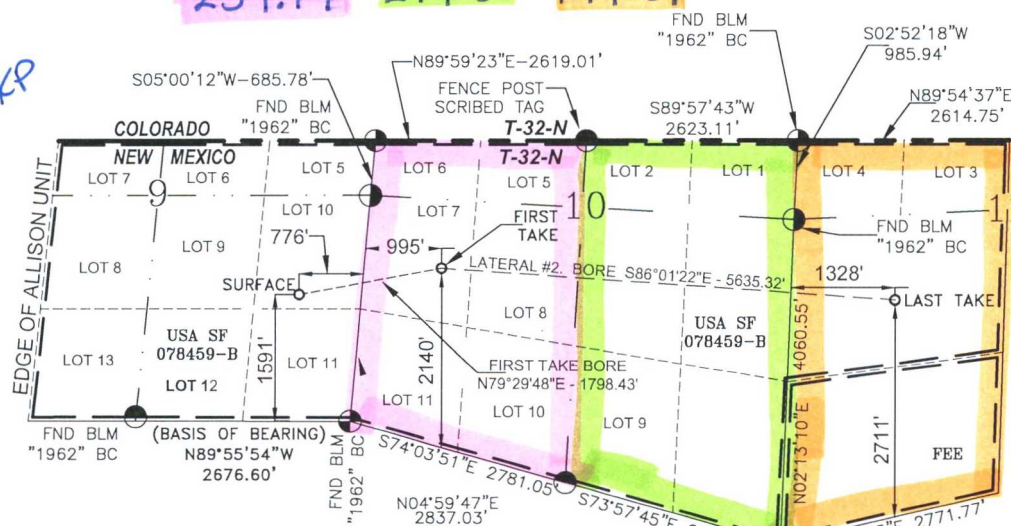 S05°00'12"W-685.78'
FND BLM
"1962" BC
N89°59'23"E-2619.01'
FENCE POST
SCRIBED TAG
S89°57'43"W
2623.11'
FND BLM
"1962" BC
S02°52'18"W
985.94'
N89°54'37"E
2614.75'
COLORADO
NEW MEXICO
T-32-N
T-32-N
EDGE OF ALLISON UNIT
LOT 7
9
LOT 6
LOT 5
LOT 6
LOT 5
LOT 2
LOT 1
LOT 4
LOT 3
LOT 10
LOT 7
10
1
LOT 9
LOT 8
776'
995'
FIRST
TAKE
FND BLM
"1962" BC
SURFACE
LATERAL #2. BORE S86°01'22"E - 5635.32'
1328'
LAST TAKE
LOT 8
USA SF
078459-B
LOT 13
LOT 12
LOT 11
1591'
2140'
FIRST TAKE BORE
N79°29'48"E - 1798.43'
USA SF
078459-B
4060.55'
N02°13'10"E
2711'
LOT 11
LOT 10
LOT 9
FEE
FND BLM
"1962" BC
(BASIS OF BEARING)
N89°55'54"W
2676.60'
FND BLM
"1962" BC
S74°03'51"E 2781.05'
N04°59'47"E
2837.03'
S73°57'45"E
2771.77'